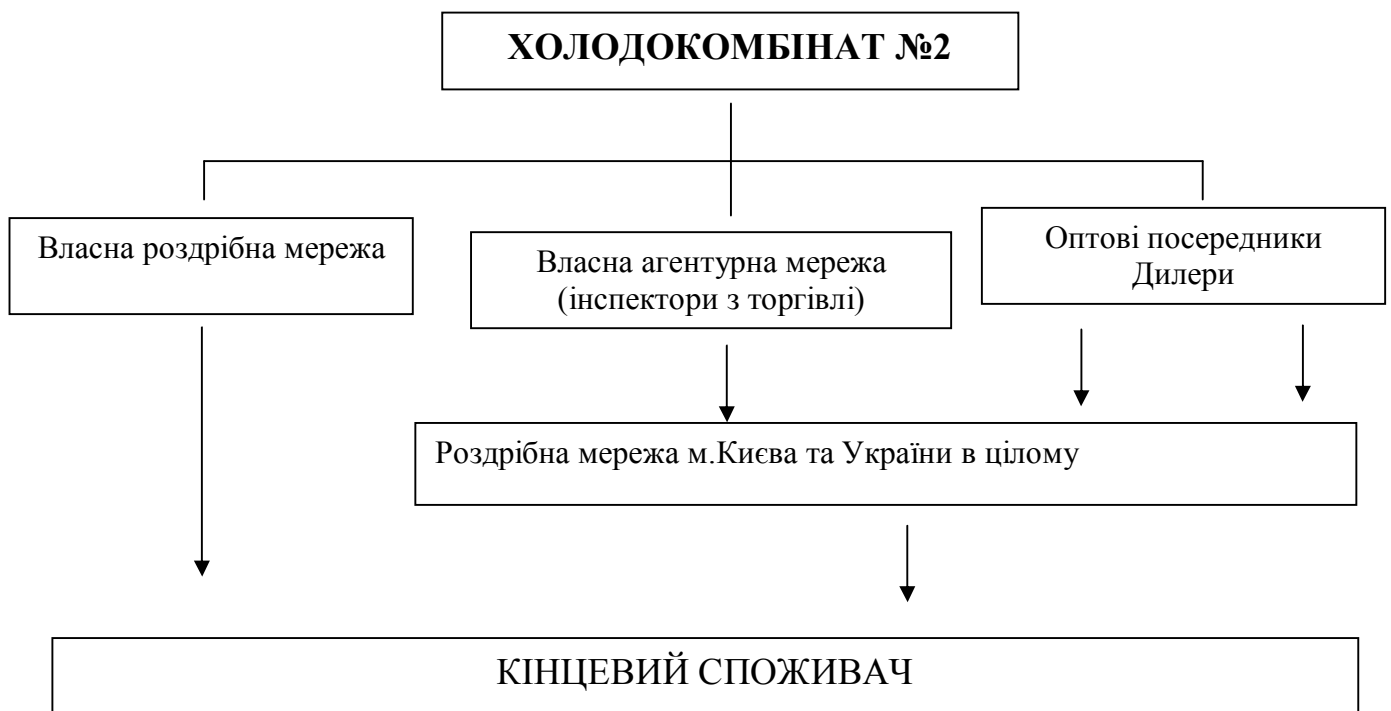 ХОЛОДОКОМБІНАТ №2
Власна роздрібна мережа
Власна агентурна мережа
(інспектори з торгівлі)
Оптові посередники
Дилери
Роздрібна мережа м.Києва та України в цілому
КІНЦЕВИЙ СПОЖИВАЧ